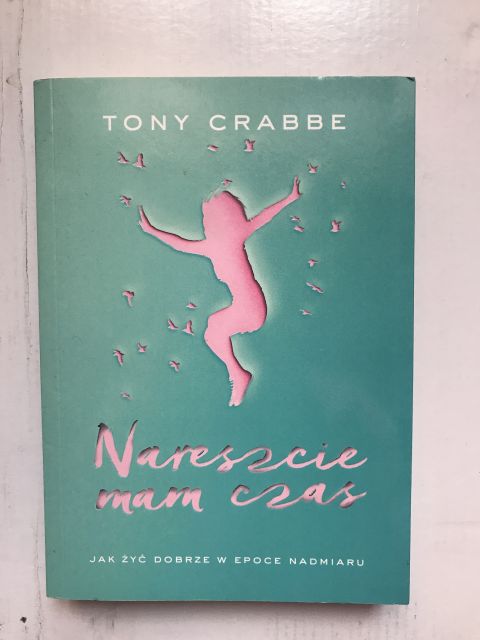 TONY CRABBE
Nareszcie
mam czas
JAK ŻYĆ DOBRZE W EPOCE NADMIARU